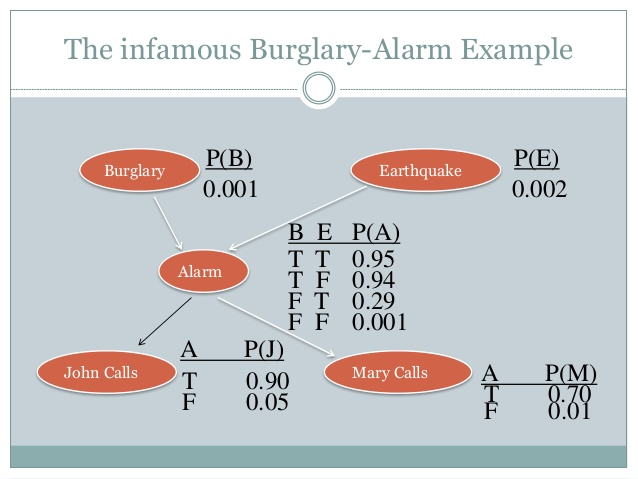 The infamous Burglary-Alarm Example
Burglary
P(B)
0.001
Earthquake
P(E)
0.002
B E P(A)
T T 0.95
T F 0.94
F T 0.29
F F 0.001
Alarm
John Calls
A P(J)
T 0.90
F 0.05
Mary Calls
A P(M)
T 0.70
F 0.01